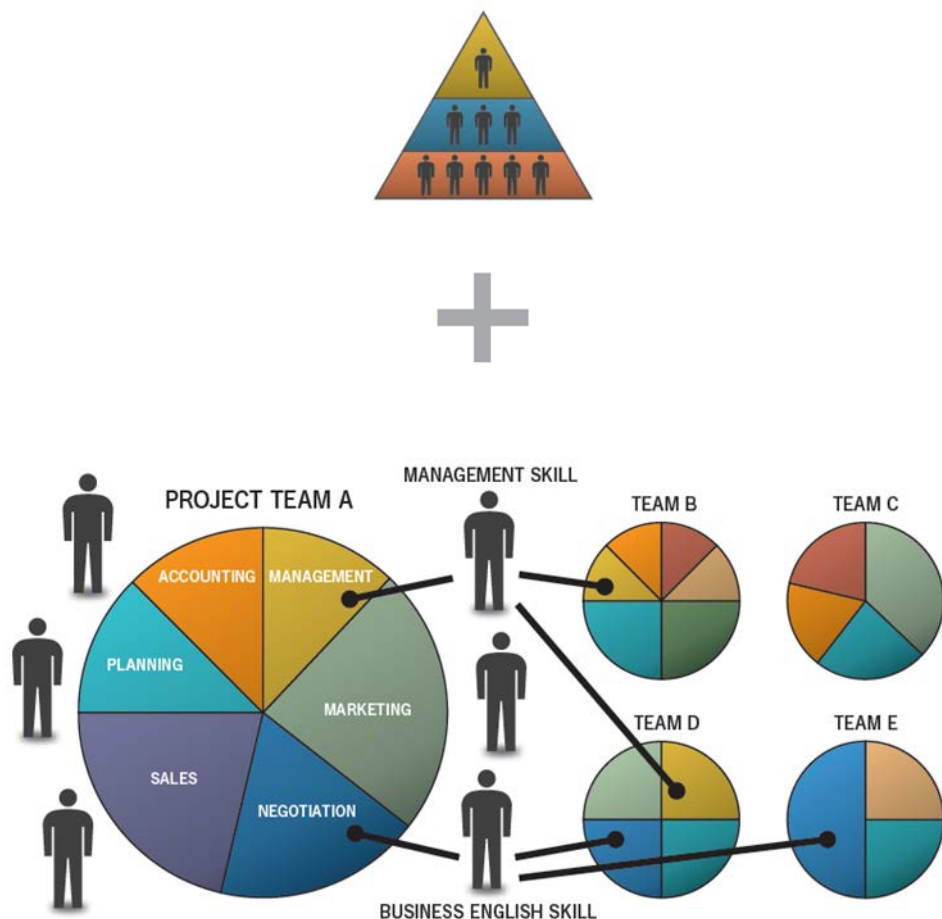 MANAGEMENT SKILL
PROJECT TEAM A
TEAM B
TEAM C
ACCOUNTING
MANAGEMENT
PLANNING
MARKETING
SALES
NEGOTIATION
TEAM D
TEAM E
BUSINESS ENGLISH SKILL